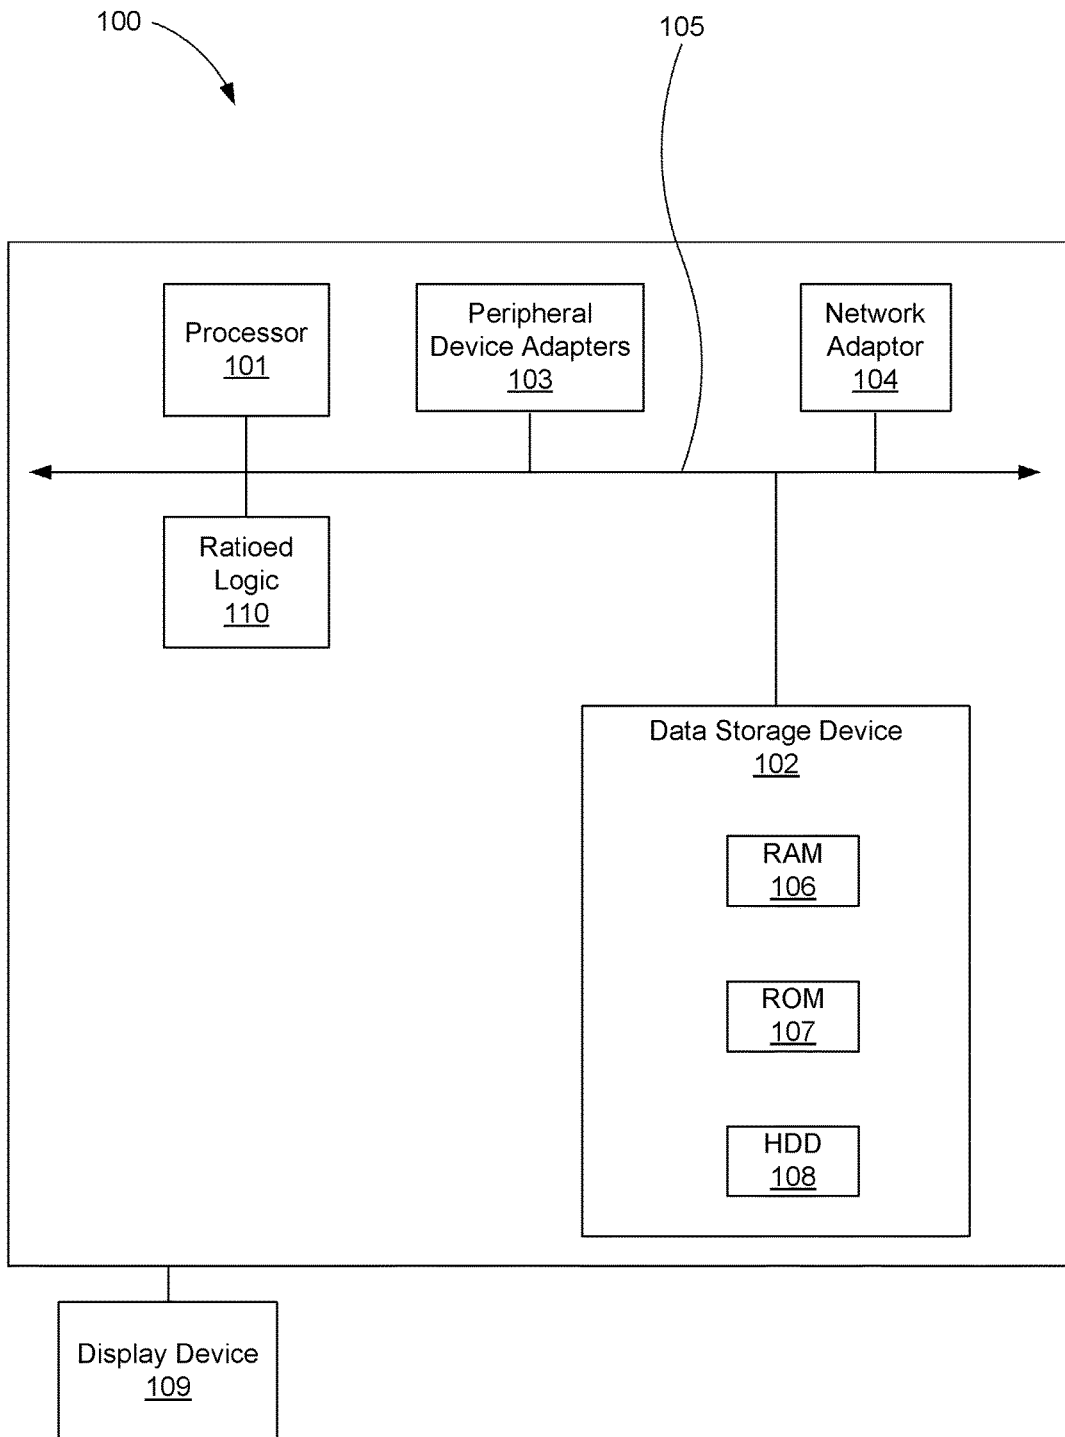 100
105
Processor
101
Peripheral
Device Adapters
103
Network
Adaptor
104
Ratioed
Logic
110
Data Storage Device
102
RAM
106
ROM
107
HDD
108
Display Device
109